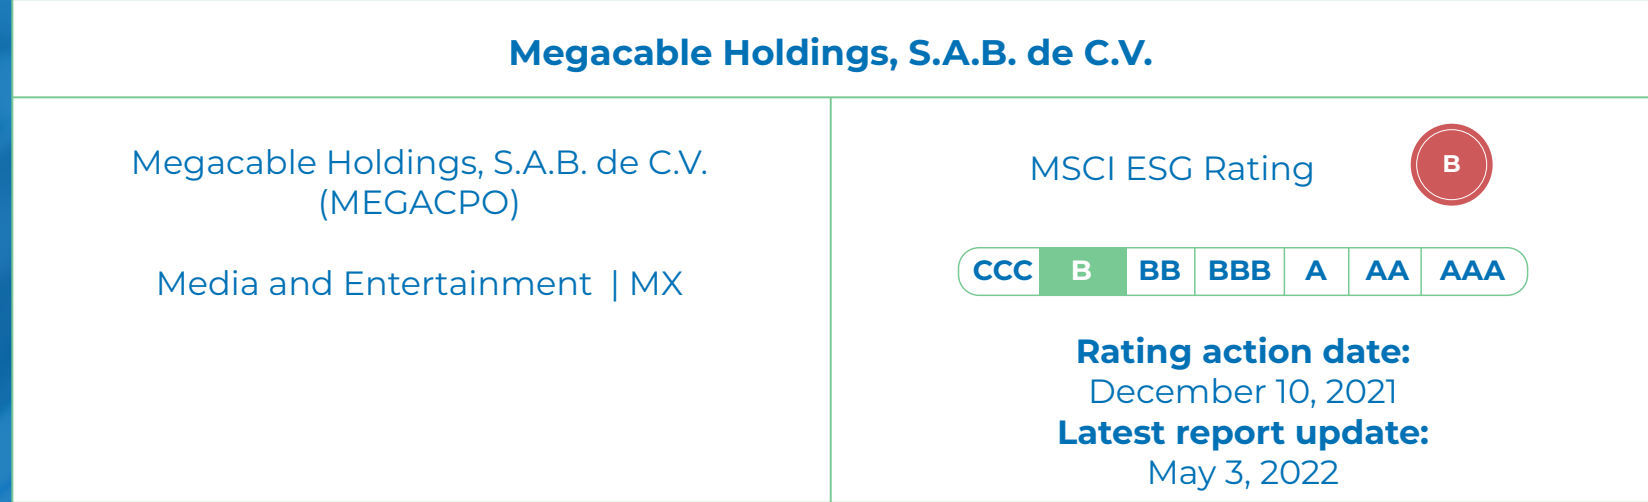 Megacable Holdings, S.A.B. de C.V.
Megacable Holdings, S.A.B. de C.V.
(MEGACPO)
Media and Entertainment | MX
MSCI ESG Rating
B
CCC B BB BBB A AA AAA
Rating action date:
December 10, 2021
Latest report update:
May 3, 2022